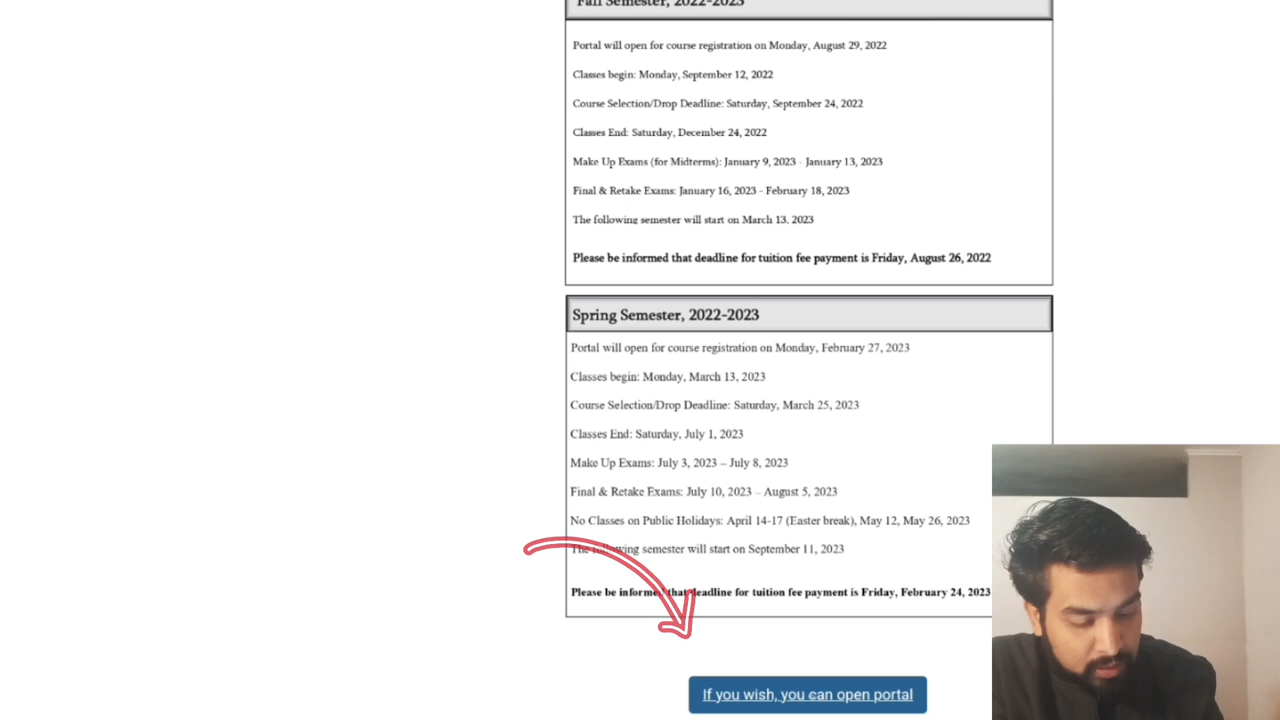 Fall Semester, 2022-2023
Portal will open for course registration on Monday, August 29, 2022
Classes begin: Monday, September 12, 2022
Course Selection/Drop Deadline: Saturday, September 24, 2022
Classes End: Saturday, December 24, 2022
Make Up Exams (for Midterms): January 9, 2023 - January 13, 2023
Final & Retake Exams: January 16, 2023 - February 18, 2023
The following semester will start on March 13, 2023
Please be informed that deadline for tuition fee payment is Friday, August 26, 2022
Spring Semester, 2022-2023
Portal will open for course registration on Monday, February 27, 2023
Classes begin: Monday, March 13, 2023
Course Selection/Drop Deadline: Saturday, March 25, 2023
Classes End: Saturday, July 1, 2023
Make Up Exams: July 3, 2023 – July 8, 2023
Final & Retake Exams: July 10, 2023 – August 5, 2023
No Classes on Public Holidays: April 14-17 (Easter break), May 12, May 26, 2023
The following semester will start on September 11, 2023
Please be informed that deadline for tuition fee payment is Friday, February 24, 2023
If you wish, you can open portal